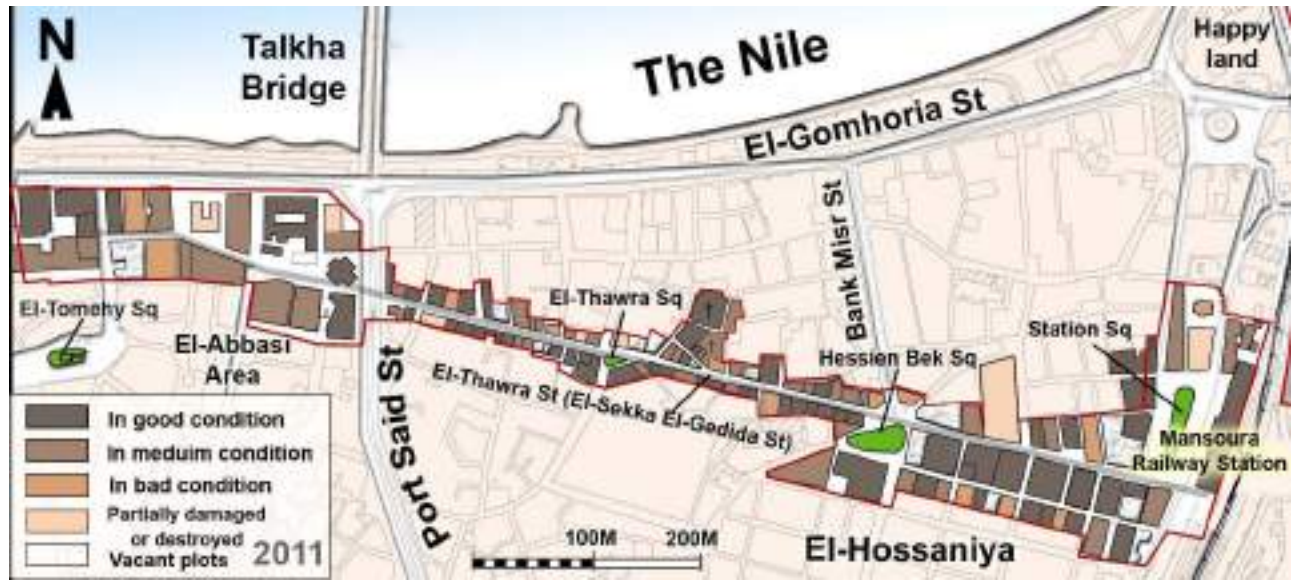 N
Talkha
Bridge
The Nile
Happy
land
El-Gomhoria St
Bank Misr St
El-Thawra Sq
El-Tomehy Sq
El-Abbasi
Area
Port Said St
El-Thawra St (El-Sekka El-Gedida St)
Hessien Bek Sq
Station Sq
Mansoura
Railway Station
In good condition
In meduim condition
In bad condition
Partially damaged
or destroyed
Vacant plots
2011
100M
200M
El-Hossaniya